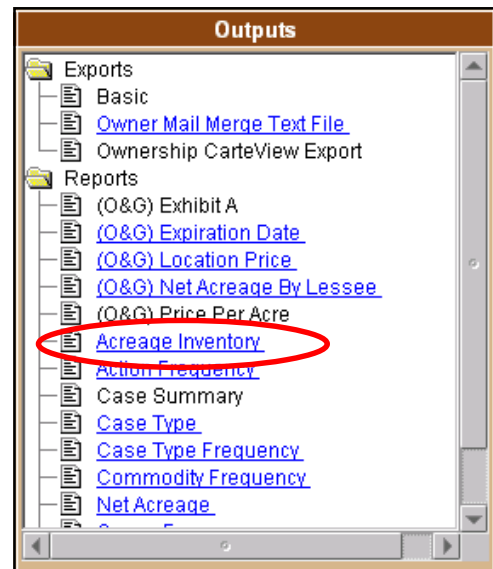 Outputs
Exports
Basic
Owner Mail Merge Text File
Ownership CarteView Export
Reports
(O&G) Exhibit A
(O&G) Expiration Date
(O&G) Location Price
(O&G) Net Acreage By Lessee
(O&G) Price Per Acre
Acreage Inventory
Action Frequency
Case Summary
Case Type
Case Type Frequency
Commodity Frequency
Net Acreage